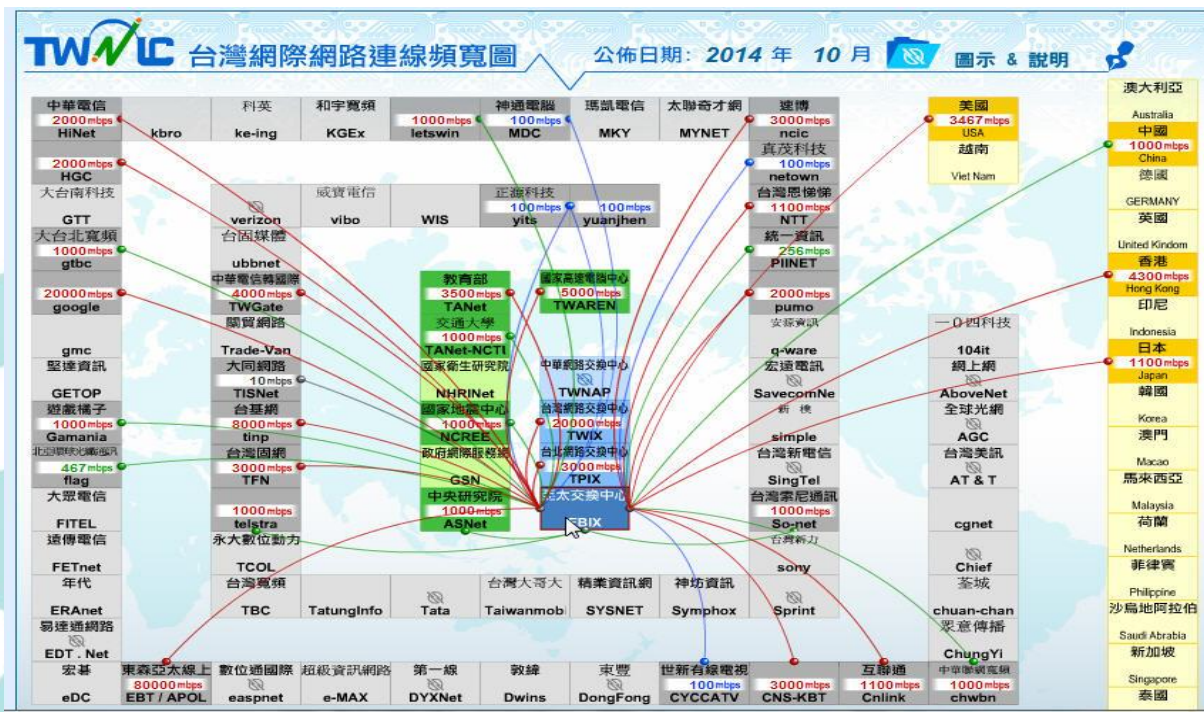 TWNIC 台灣網際網路連線頻寬圖 公佈日期: 2014 年 10 月 圖示 & 說明
中華電信 科英 和宇寬頻 神通電腦 瑪凱電信 太聯奇才網 速博 美國
2000mbps 1000mbps 100mbps 3000mbps 3467mbps
HiNet kbro ke-ing KGEx letswin MDC MKY MYNET ncic USA
真茂科技 越南
2000mbps 100mbps
HGC netown Viet Nam
大台南科技 威寶電信 正淮科技 台灣恩悌悌
100mbps 100mbps 1100mbps
GTT verizon vibo WIS yits yuanjhen NTT
大台北寬頻 台固媒體 統一資訊
1000mbps 256mbps
gtbc ubbnet PIINET
中華電信轉國際 教育部 國家高速電腦中心
20000mbps 4000mbps 3500mbps 5000mbps 2000mbps
google TWGate TANet TWAREN pumo
關貿網路 交通大學 安源資訊 一0四科技
1000mbps
gmc Trade-Van TANet-NCTU q-ware 104it
堅達資訊 大同網路 國家衛生研究院 中華網路交換中心 宏遠電訊 網上網
10mbps
GETOP TISNet NHRINet TWNAP SavecomNe AboveNet
遊戲橘子 台基網 國家地震中心 台灣網路交換中心 全球光網
1000mbps 8000mbps 1000mbps 20000mbps
Gamania tinp NCREE TWIX simple AGC
台灣固網 政府網際服務網 台北網路交換中心 台灣新電信 台灣美訊
467mbps 3000mbps 3000mbps
flag TFN GSN TPIX SingTel AT & T
大眾電信 中央研究院 亞太交換中心 台灣索尼通訊
1000mbps 1000mbps 1000mbps
FITEL telstra ASNet EBIX So-net cgnet
遠傳電信 永大數位動力 台灣新力
FETnet TCOL sony Chief
年代 台灣寬頻 台灣大哥大 精業資訊網 神坊資訊 荃城
ERAnet TBC TatungInfo Tata Taiwanmobi SYSNET Symphox Sprint chuan-chan
易達通網路 眾意傳播
EDT . Net ChungYi
宏碁 東森亞太線上 數位通國際 超級資訊網路 第一線 敦緯 東豐 世新有線電視 互聯通 中華聯網寬頻
80000mbps 100mbps 3000mbps 1100mbps 1000mbps
eDC EBT / APOL easpnet e-MAX DYXNet Dwins DongFong CYCCATV CNS-KBT Cnlink chwbn
澳大利亞
Australia
中國
1000mbps
China
德國
GERMANY
英國
United Kindom
香港
4300mbps
Hong Kong
印尼
Indonesia
日本
1100mbps
Japan
韓國
Korea
澳門
Macao
馬來西亞
Malaysia
荷蘭
Netherlands
菲律賓
Philippine
沙烏地阿拉伯
Saudi Abrabia
新加坡
Singapore
泰國